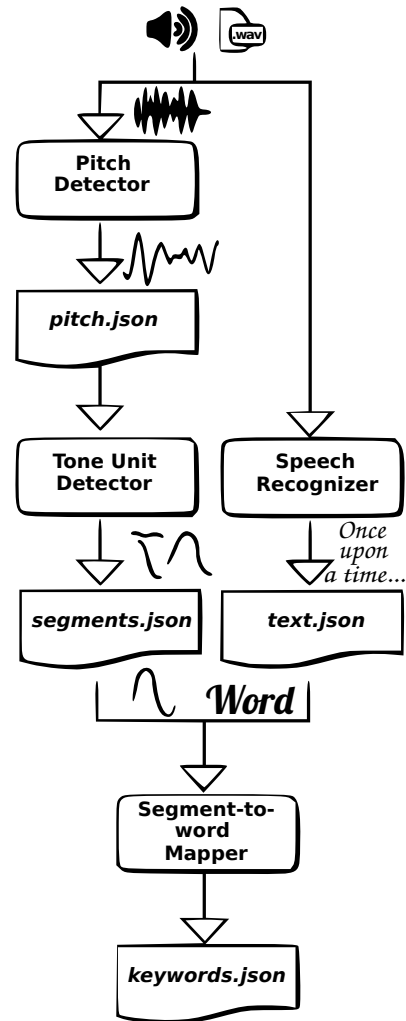 .wav
Pitch
Detector
pitch.json
Tone Unit
Detector
Speech
Recognizer
Once
upon
a time...
segments.json
text.json
Word
Segment-to-
word
Mapper
keywords.json